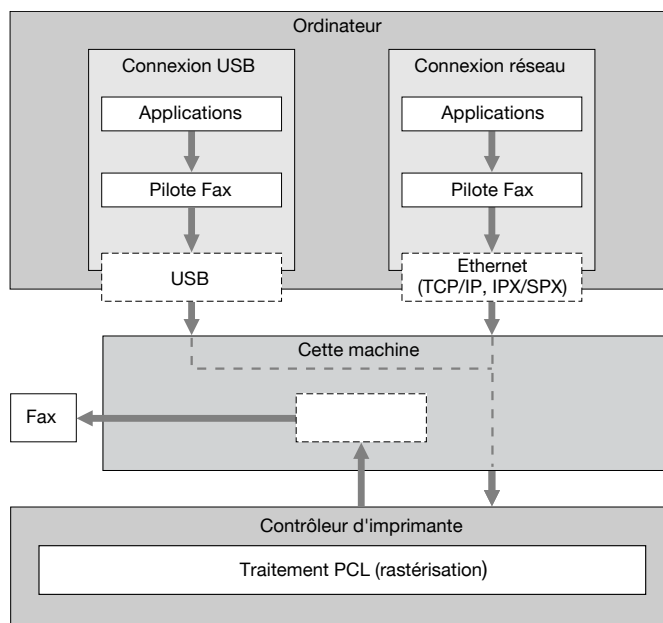 Ordinateur
Connexion USB
Connexion réseau
Applications
Applications
Pilote Fax
Pilote Fax
USB
Ethernet
(TCP/IP, IPX/SPX)
Cette machine
Fax
Contrôleur d'imprimante
Traitement PCL (rastérisation)